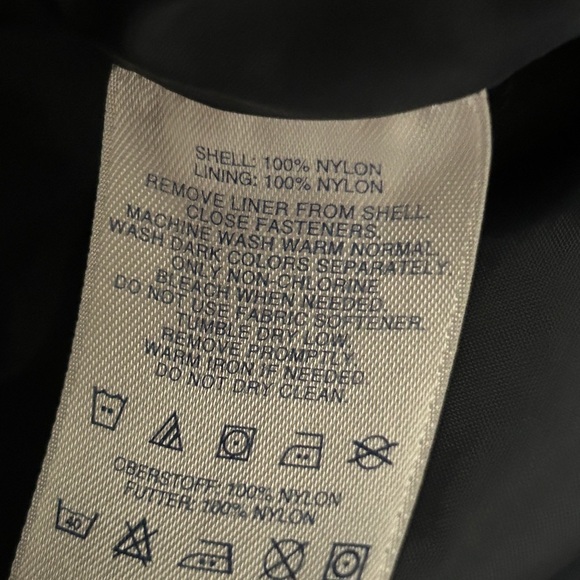 SHELL: 100% NYLON
LINING: 100% NYLON
REMOVE LINER FROM SHELL.
CLOSE FASTENERS.
MACHINE WASH WARM NORMAL.
WASH DARK COLORS SEPARATELY.
ONLY NON-CHLORINE
BLEACH WHEN NEEDED.
DO NOT USE FABRIC SOFTENER.
TUMBLE DRY LOW.
REMOVE PROMPTLY.
WARM IRON IF NEEDED.
DO NOT DRY CLEAN.
OBERSTOFF: 100% NYLON
FUTTER: 100% NYLON
40